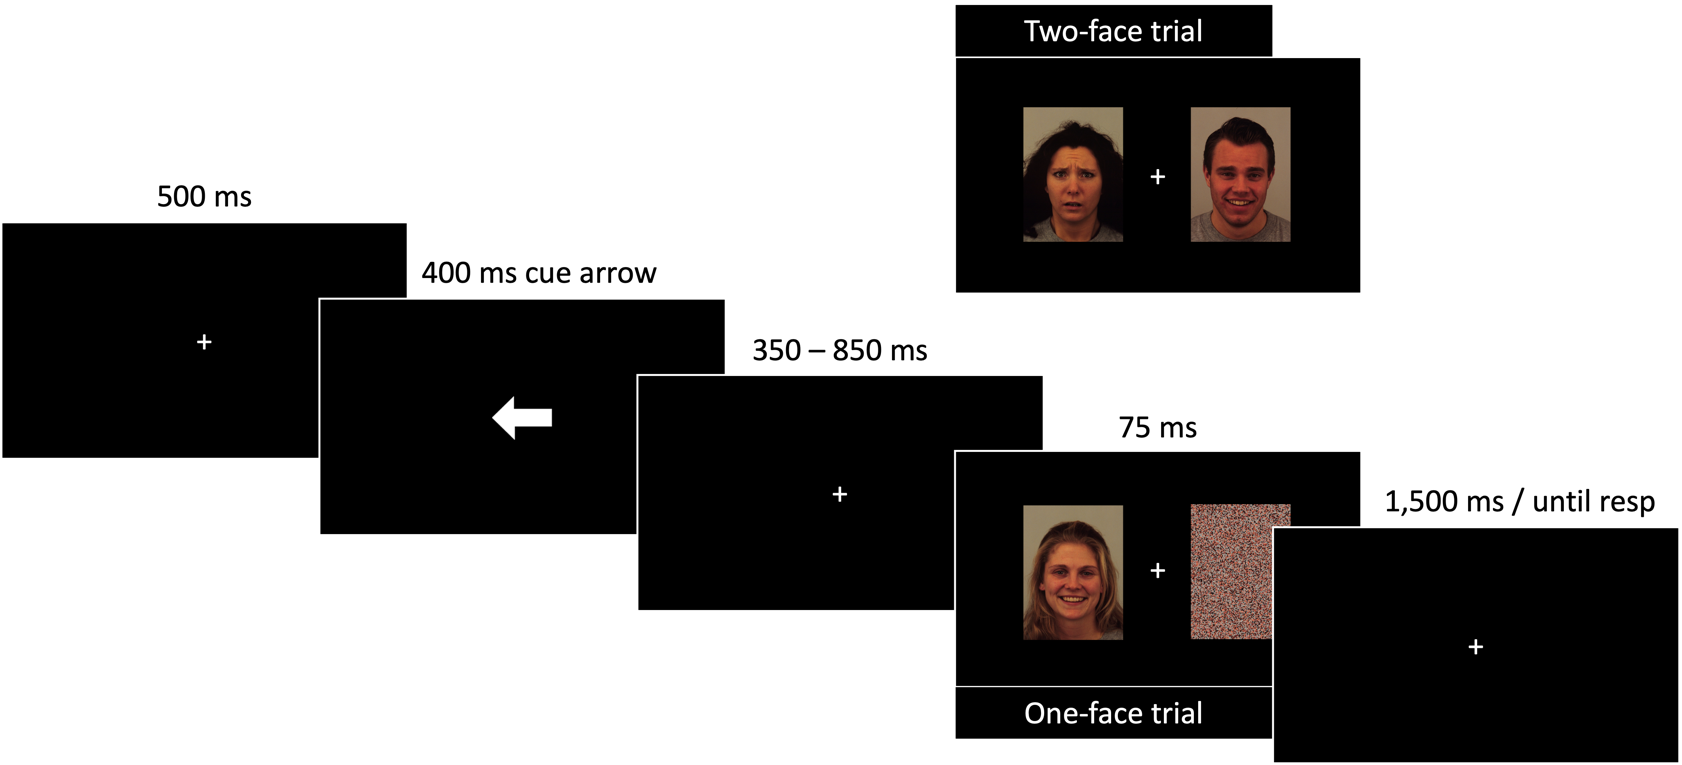 Two-face trial
500 ms
400 ms cue arrow
350 – 850 ms
75 ms
1,500 ms / until resp
One-face trial